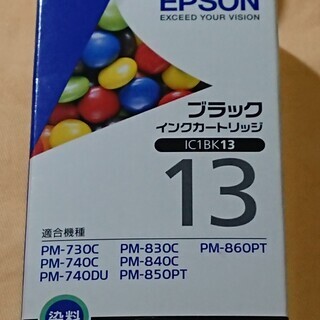 EPSON
EXCEED YOUR VISION
ブラック
インクカートリッジ
IC1BK13
13
適合機種
PM-730C PM-830C PM-860PT
PM-740C PM-840C
PM-740DU PM-850PT
染料